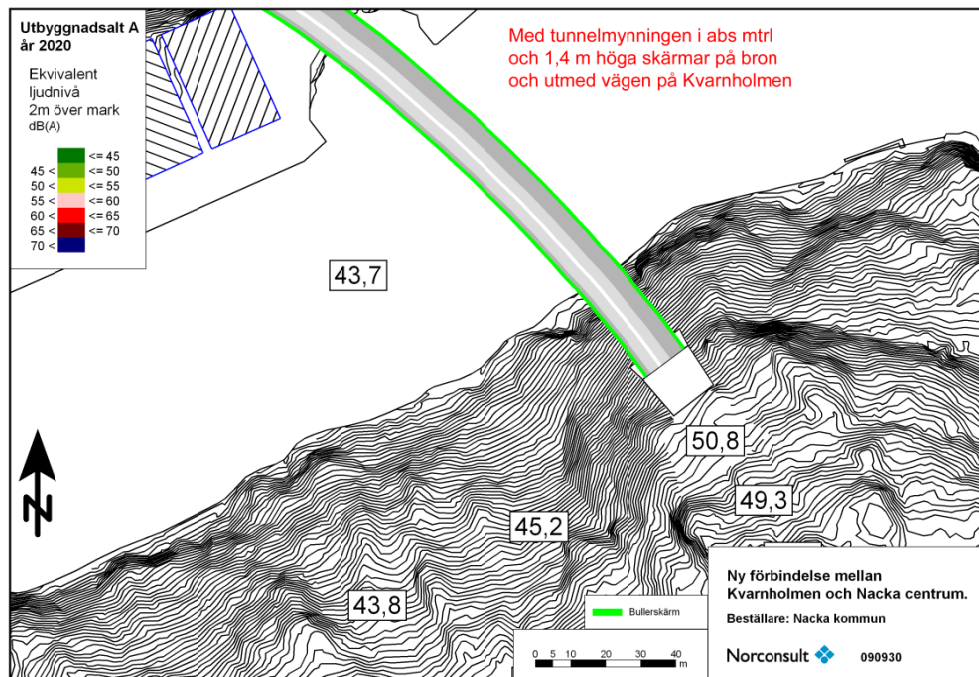 Utbyggnadsalt A
år 2020
Ekvivalent
ljudnivå
2m över mark
dB(A)
<= 45
45 < <= 50
50 < <= 55
55 < <= 60
60 < <= 65
65 < <= 70
70 <
Med tunnelmynningen i abs mtrl
och 1,4 m höga skärmar på bron
och utmed vägen på Kvarnholmen
43,7
50,8
49,3
45,2
43,8
N
Bullerskärm
0 5 10 20 30 40
m
Ny förbindelse mellan
Kvarnholmen och Nacka centrum.
Beställare: Nacka kommun
Norconsult 090930